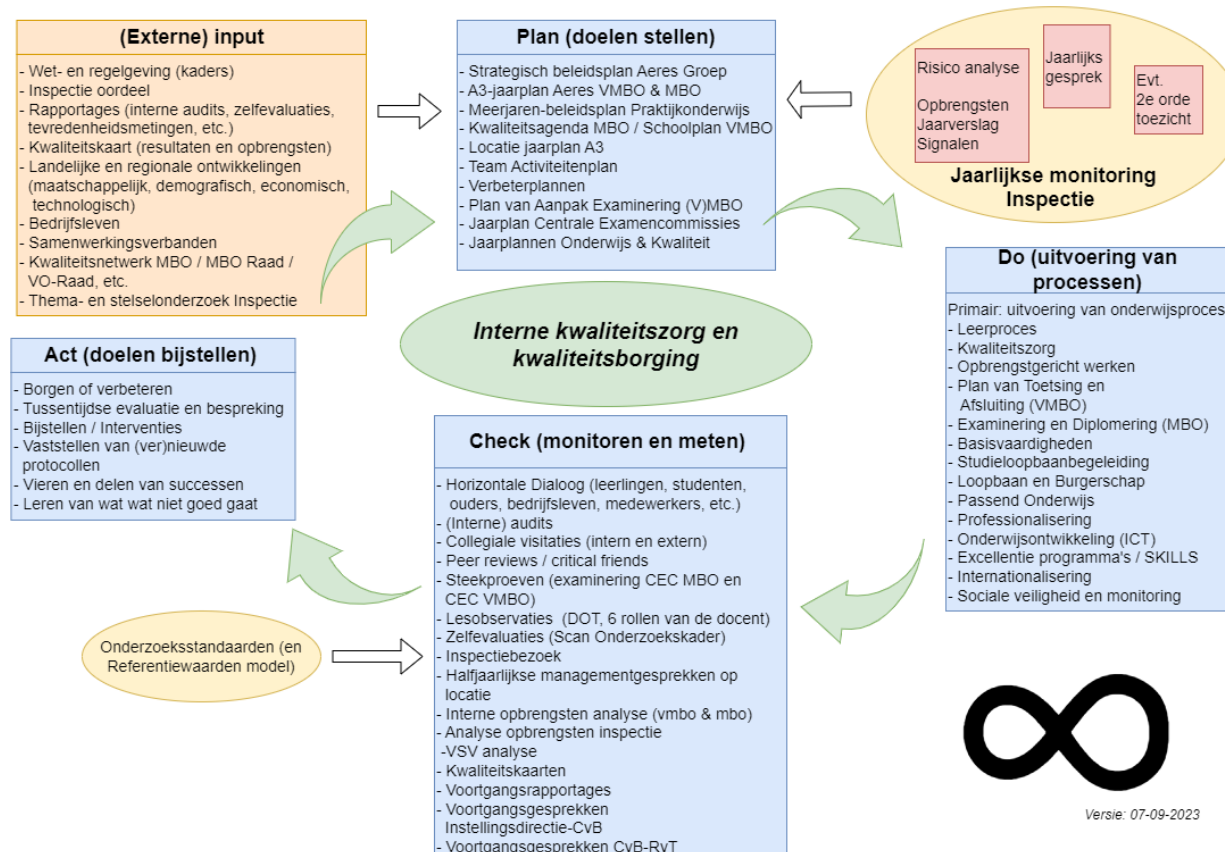 (Externe) input
- Wet- en regelgeving (kaders)
- Inspectie oordeel
- Rapportages (interne audits, zelfevaluaties,
tevredenheidsmetingen, etc.)
- Kwaliteitskaart (resultaten en opbrengsten)
- Landelijke en regionale ontwikkelingen
(maatschappelijk, demografisch, economisch,
technologisch)
- Bedrijfsleven
- Samenwerkingsverbanden
- Kwaliteitsnetwerk MBO / MBO Raad /
VO-Raad, etc.
- Thema- en stelselonderzoek Inspectie
Plan (doelen stellen)
- Strategisch beleidsplan Aeres Groep
- A3-jaarplan Aeres VMBO & MBO
- Meerjaren-beleidsplan Praktijkonderwijs
- Kwaliteitsagenda MBO / Schoolplan VMBO
- Locatie jaarplan A3
- Team Activiteitenplan
- Verbeterplannen
- Plan van Aanpak Examinering (V)MBO
- Jaarplan Centrale Examencommissies
- Jaarplannen Onderwijs & Kwaliteit
Risico analyse
Opbrengsten
Jaarverslag
Signalen
Jaarlijks
gesprek
Evt.
2e orde
toezicht
Jaarlijkse monitoring
Inspectie
Do (uitvoering van
processen)
Primair: uitvoering van onderwijsproces
- Leerproces
- Kwaliteitszorg
- Opbrengstgericht werken
- Plan van Toetsing en
Afsluiting (VMBO)
- Examinering en Diplomering (MBO)
- Basisvaardigheden
- Studieloopbaanbegeleiding
- Loopbaan en Burgerschap
- Passend Onderwijs
- Professionalisering
- Onderwijsontwikkeling (ICT)
- Excellentie programma's / SKILLS
- Internationalisering
- Sociale veiligheid en monitoring
Interne kwaliteitszorg en
kwaliteitsborging
Act (doelen bijstellen)
- Borgen of verbeteren
- Tussentijdse evaluatie en bespreking
- Bijstellen / Interventies
- Vaststellen van (ver)nieuwde
protocollen
- Vieren en delen van successen
- Leren van wat wat niet goed gaat
Check (monitoren en meten)
- Horizontale Dialoog (leerlingen, studenten,
ouders, bedrijfsleven, medewerkers, etc.)
- (Interne) audits
- Collegiale visitaties (intern en extern)
- Peer reviews / critical friends
- Steekproeven (examinering CEC MBO en
CEC VMBO)
- Lesobservaties (DOT, 6 rollen van de docent)
- Zelfevaluaties (Scan Onderzoekskader)
- Inspectiebezoek
- Halfjaarlijkse managementgesprekken op
locatie
- Interne opbrengsten analyse (vmbo & mbo)
- Analyse opbrengsten inspectie
-VSV analyse
- Kwaliteitskaarten
- Voortgangsrapportages
- Voortgangsgesprekken
Instellingsdirectie-CvB
- Voortgangsgesprekken CvB-RvT
Onderzoeksstandaarden (en
Referentiewaarden model)
Versie: 07-09-2023